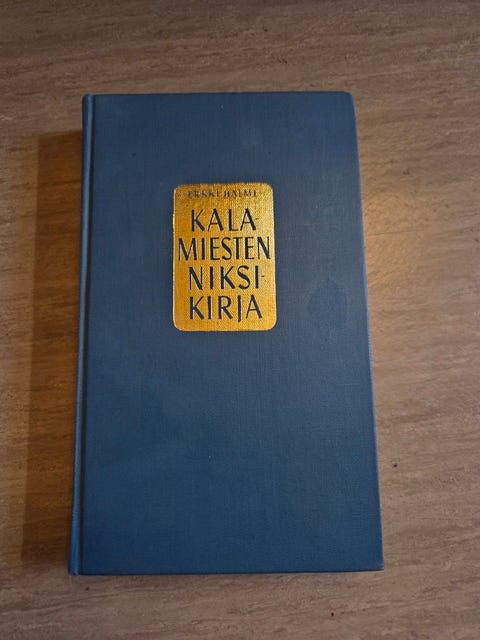 ERKKI HALME
KALA
MIESTEN
NIKSI-
KIRJA